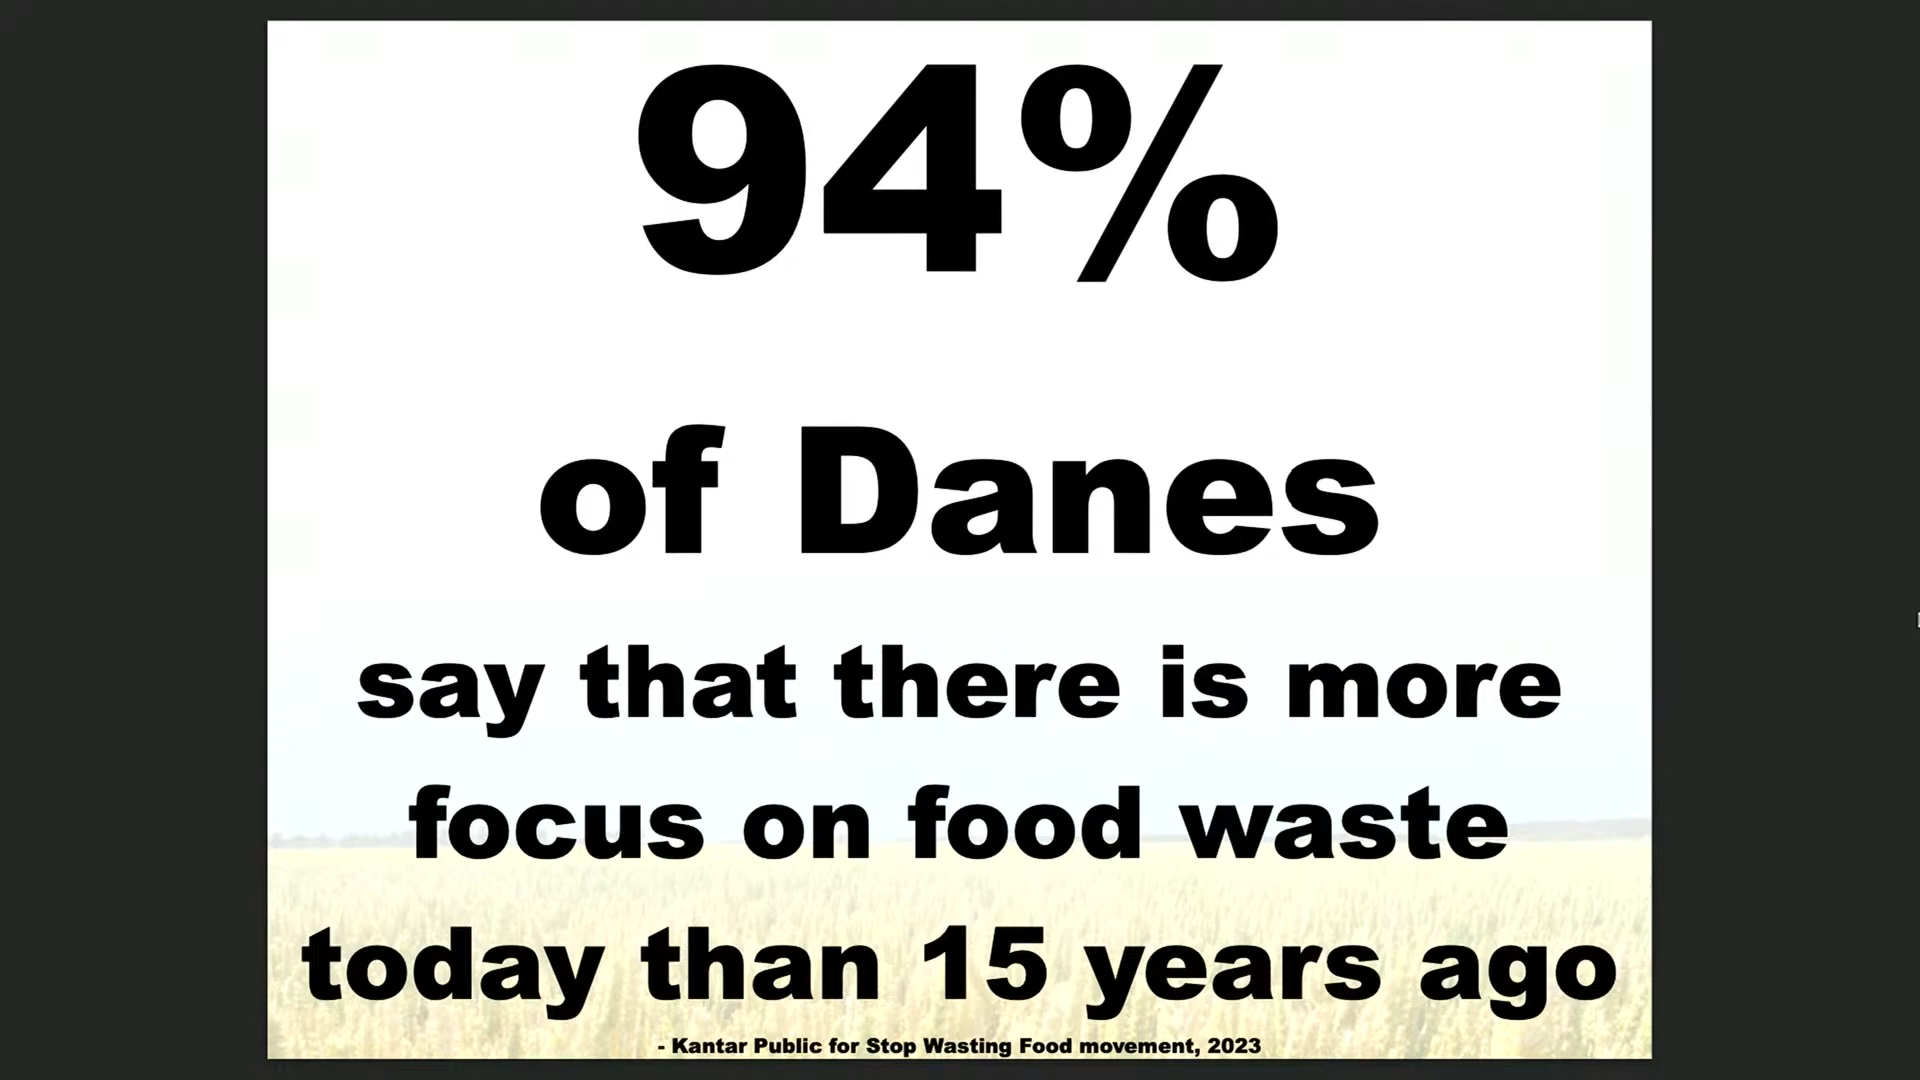 94%
of Danes
say that there is more
focus on food waste
today than 15 years ago
- Kantar Public for Stop Wasting Food movement, 2023